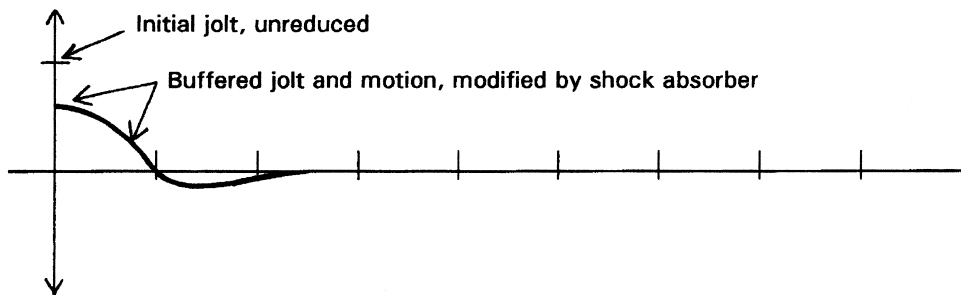 Initial jolt, unreduced
Buffered jolt and motion, modified by shock absorber